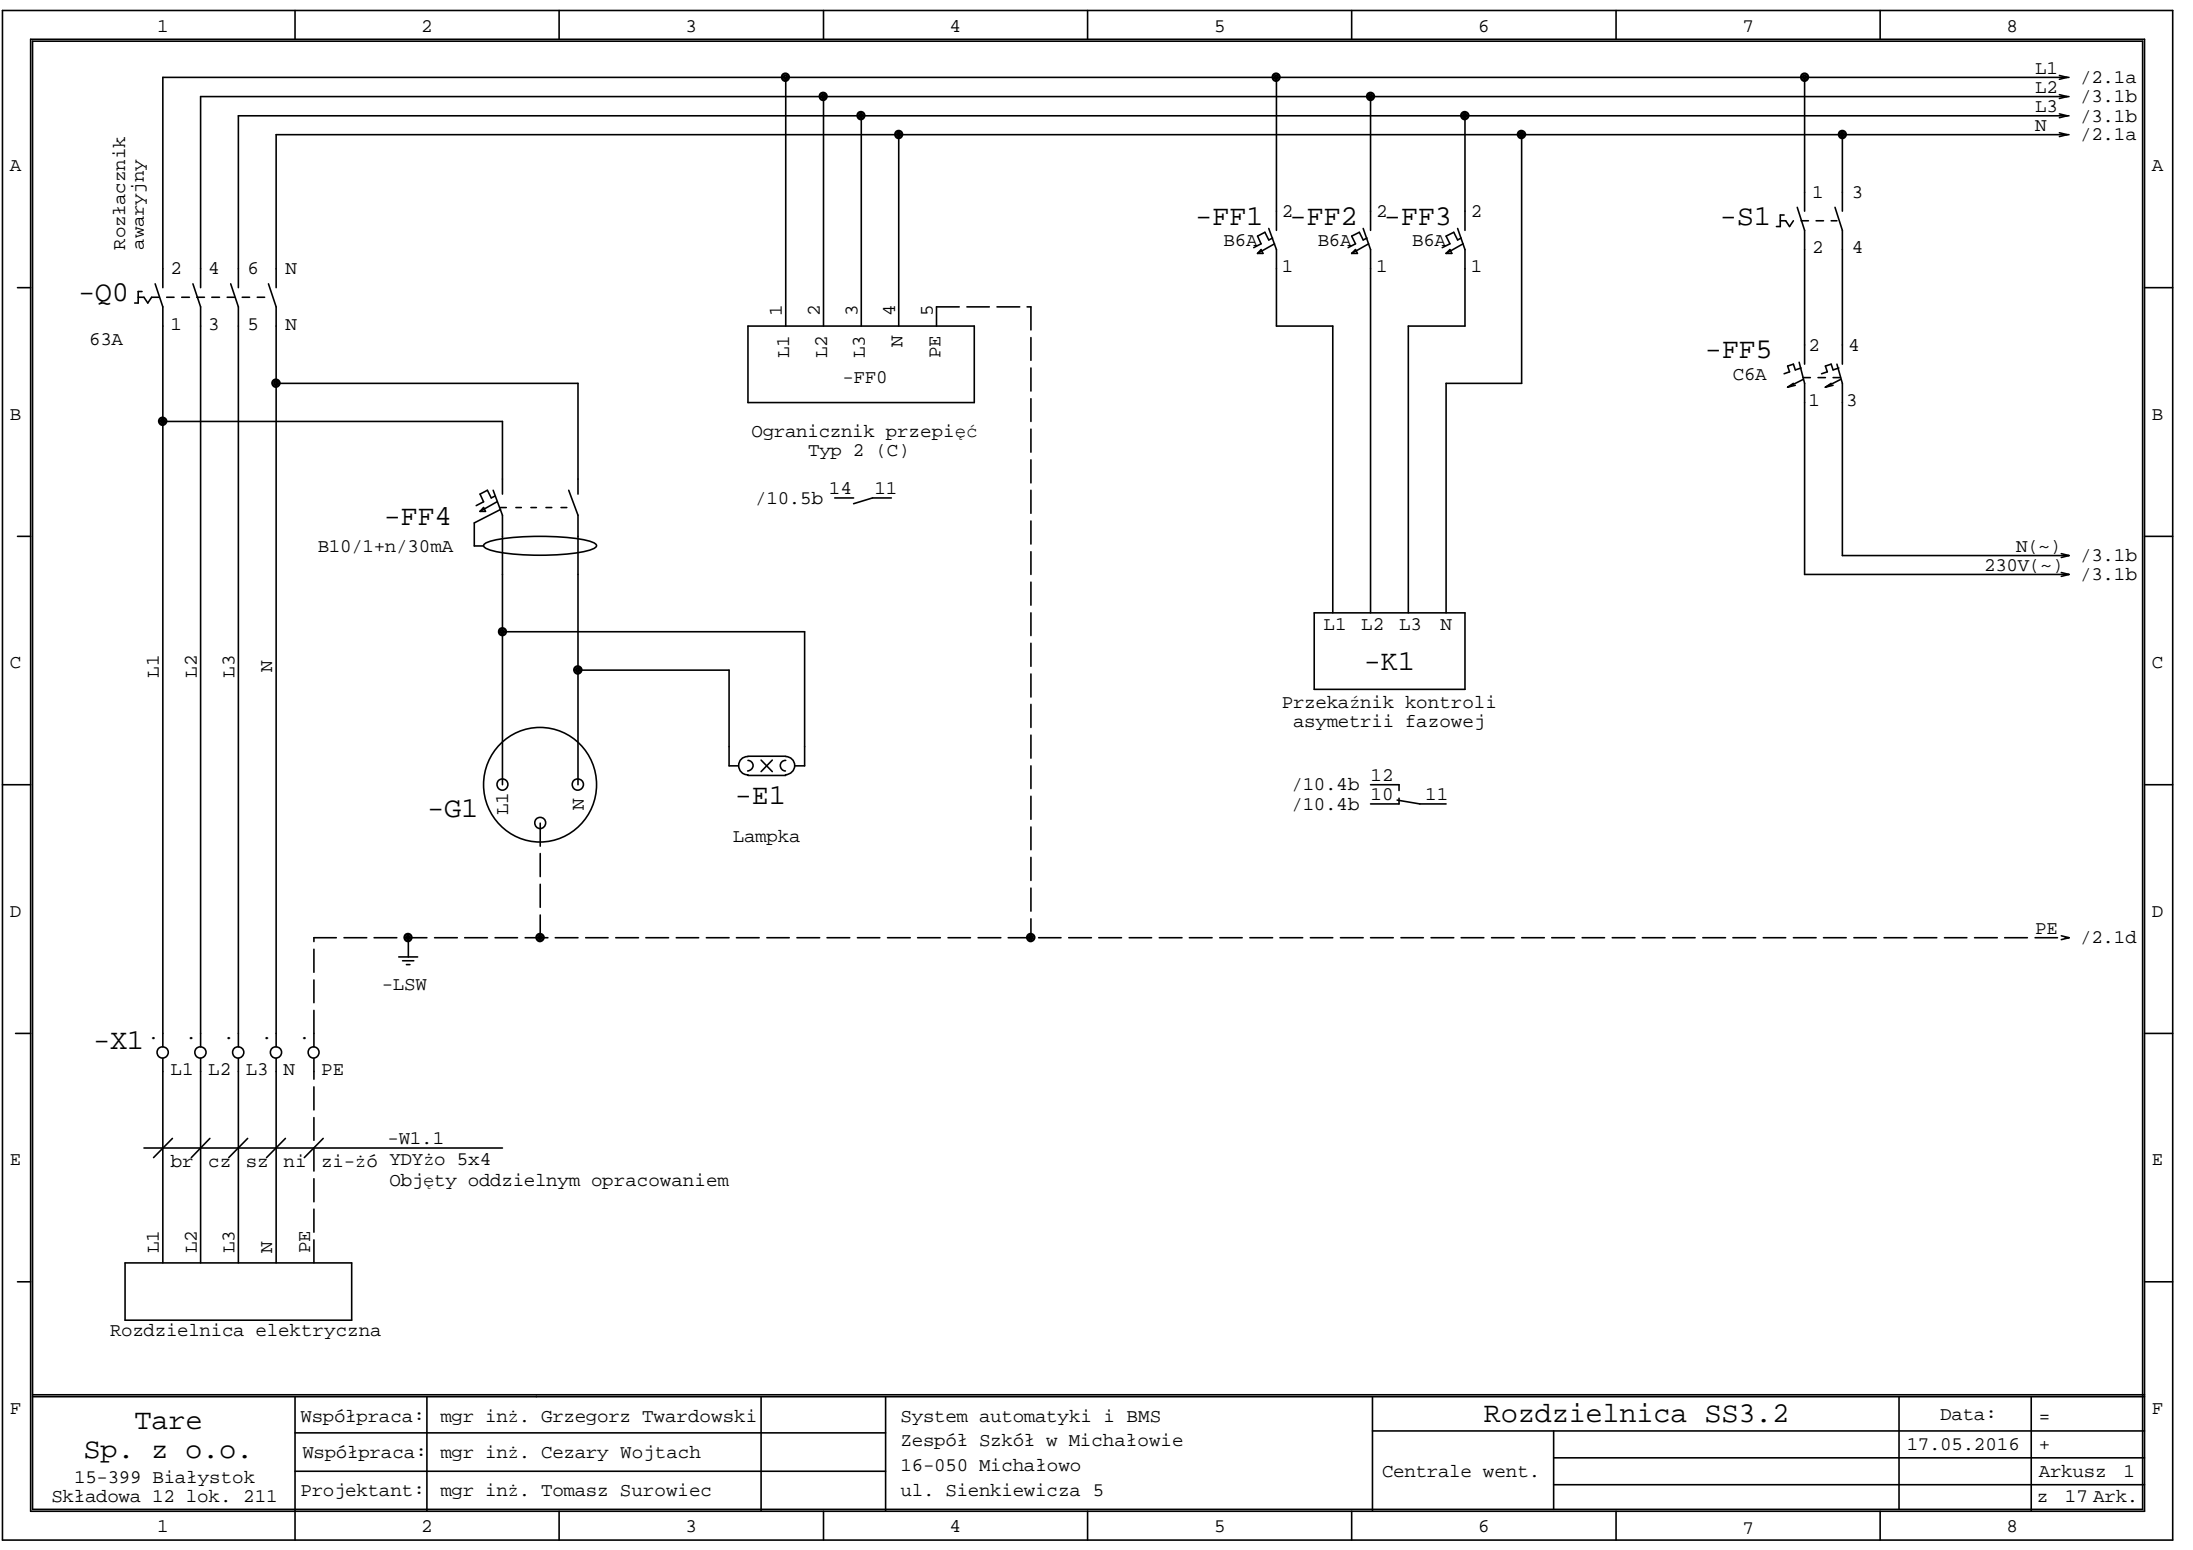 1 2 3 4 5 6 7 8
L1 /2.1a
L2 /3.1b
L3 /3.1b
N /2.1a
A A
Rozłacznik
awaryjny
2 4 6 N
-Q0
1 3 5 N
63A
1 2 3 4 5
L1 L2 L3 N PE
-FF0
Ogranicznik przepięć
Typ 2 (C)
/10.5b 14 11
-FF1 2 -FF2 2 -FF3 2
B6A B6A B6A
1 1 1
1 3
-S1
2 4
-FF5 2 4
C6A
1 3
B B
-FF4
B10/1+n/30mA
N(~) /3.1b
230V(~) /3.1b
L1 L2 L3 N
-K1
Przekaźnik kontroli
asymetrii fazowej
/10.4b 12
/10.4b 10 11
C C
L1 L2 L3 N
-G1 L1 N
-E1
Lampka
D D
PE /2.1d
-LSW
-X1 . . . . .
L1 L2 L3 N PE
-W1.1
br cz sz ni zi-żó YDYżo 5x4
Objęty oddzielnym opracowaniem
E E
L1 L2 L3 N PE
Rozdzielnica elektryczna
F F
Tare
Sp. z o.o.
15-399 Białystok
Składowa 12 lok. 211
Współpraca: mgr inż. Grzegorz Twardowski
Współpraca: mgr inż. Cezary Wojtach
Projektant: mgr inż. Tomasz Surowiec
System automatyki i BMS
Zespół Szkół w Michałowie
16-050 Michałowo
ul. Sienkiewicza 5
Rozdzielnica SS3.2
Centrale went.
Data: =
17.05.2016 +
Arkusz 1
z 17 Ark.
1 2 3 4 5 6 7 8